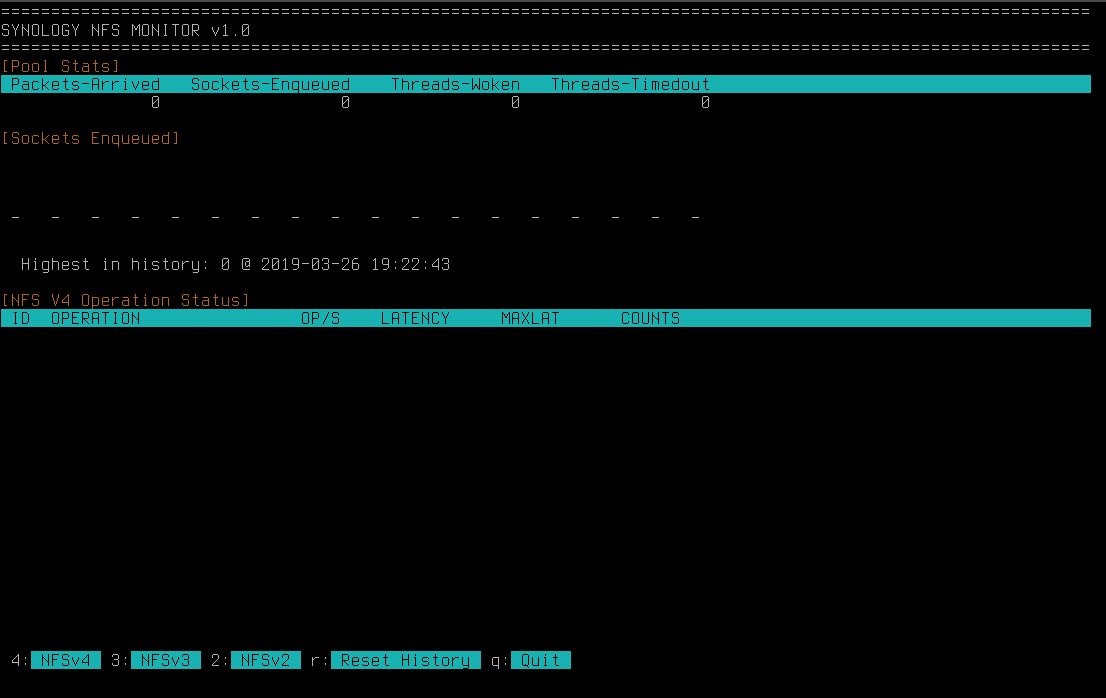 =============================================================================================================
SYNOLOGY NFS MONITOR v1.0
=============================================================================================================
[Pool Stats]
Packets-Arrived   Sockets-Enqueued    Threads-Woken   Threads-Timedout
0                  0                0                  0
[Sockets Enqueued]
_   _   _   _   _   _   _   _   _   _   _   _   _   _   _   _   _   _
Highest in history: 0 @ 2019-03-26 19:22:43
[NFS V4 Operation Status]
ID  OPERATION                OP/S    LATENCY     MAXLAT      COUNTS
4: NFSv4  3: NFSv3  2: NFSv2  r: Reset History  q: Quit